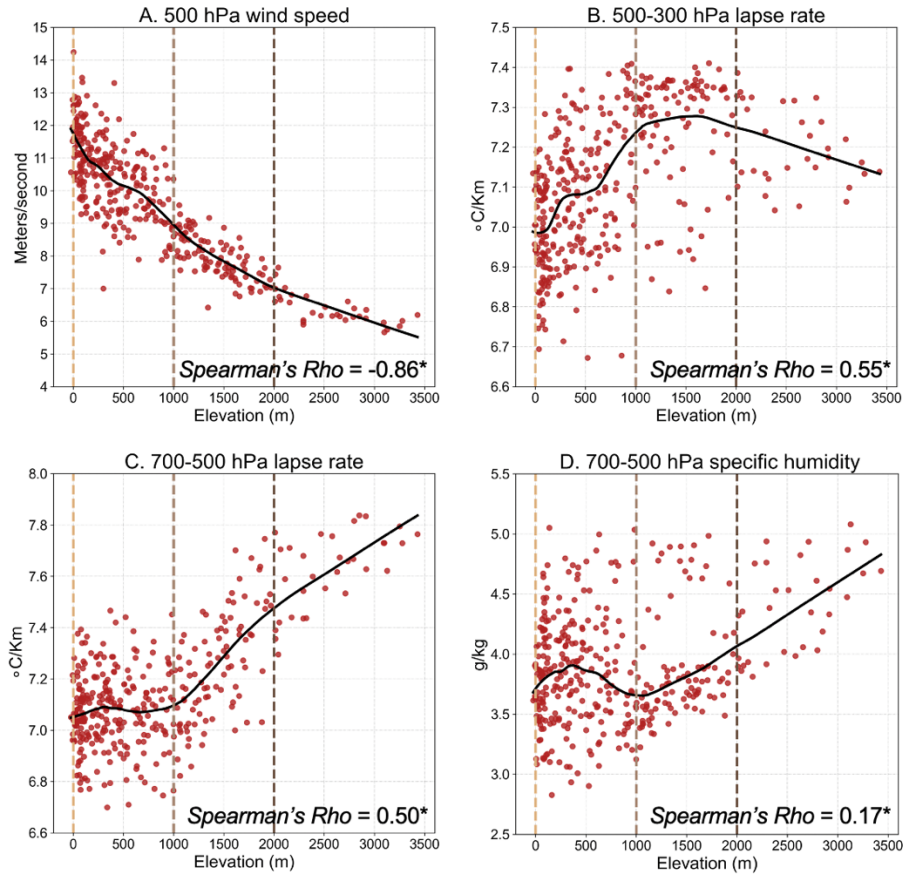 A. 500 hPa wind speed
15
14
13
12
11
10
9
8
7
6
5
4
Meters/second
Spearman's Rho = -0.86*
0 500 1000 1500 2000 2500 3000 3500
Elevation (m)
B. 500-300 hPa lapse rate
7.5
7.4
7.3
7.2
7.1
7.0
6.9
6.8
6.7
6.6
°C/Km
Spearman's Rho = 0.55*
0 500 1000 1500 2000 2500 3000 3500
Elevation (m)
C. 700-500 hPa lapse rate
8.0
7.8
7.6
7.4
7.2
7.0
6.8
6.6
°C/Km
Spearman's Rho = 0.50*
0 500 1000 1500 2000 2500 3000 3500
Elevation (m)
D. 700-500 hPa specific humidity
5.5
5.0
4.5
4.0
3.5
3.0
2.5
g/kg
Spearman's Rho = 0.17*
0 500 1000 1500 2000 2500 3000 3500
Elevation (m)